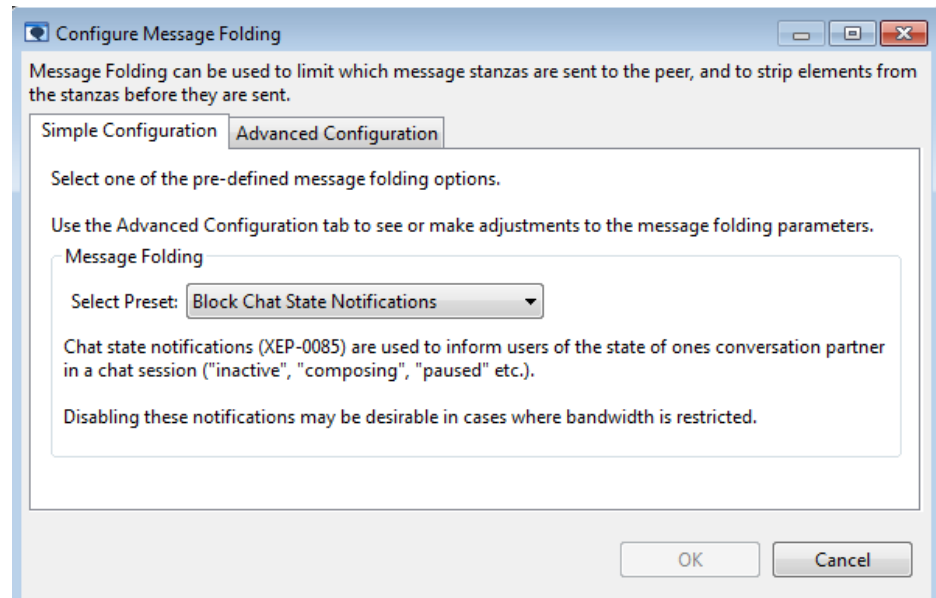 Configure Message Folding
Message Folding can be used to limit which message stanzas are sent to the peer, and to strip elements from
the stanzas before they are sent.
Simple Configuration
Advanced Configuration
Select one of the pre-defined message folding options.
Use the Advanced Configuration tab to see or make adjustments to the message folding parameters.
Message Folding
Select Preset: Block Chat State Notifications
Chat state notifications (XEP-0085) are used to inform users of the state of ones conversation partner
in a chat session ("inactive", "composing", "paused" etc.).
Disabling these notifications may be desirable in cases where bandwidth is restricted.
OK
Cancel